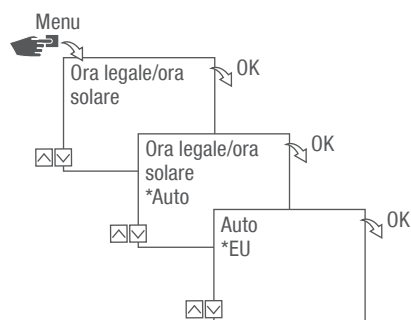 Menu
Ora legale/ora
solare
OK
Ora legale/ora
solare
*Auto
OK
Auto
*EU
OK